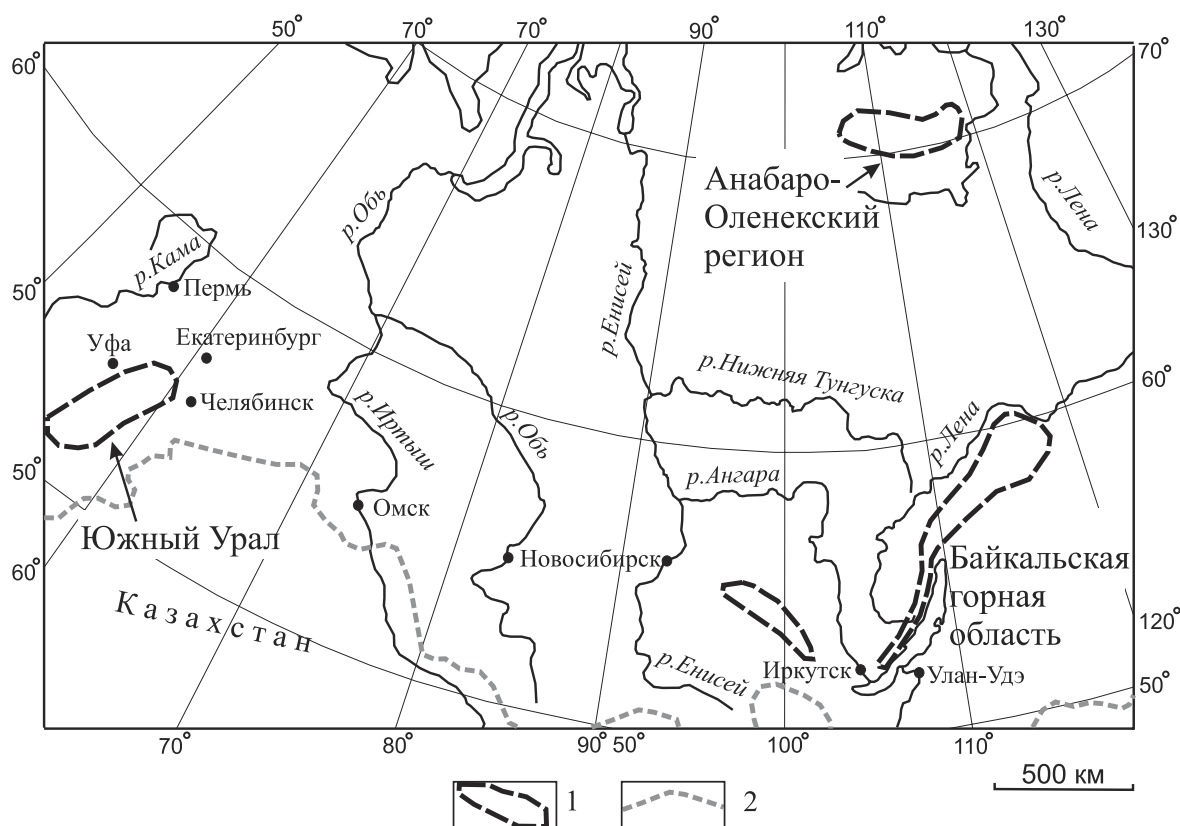 50°
70°
70°
90°
110°
130°
60°
70°
Анабаро-
Оленекский
регион
р.Лена
р.Обь
р.Кама
130°
50°
Пермь
р.Енисей
Уфа
Екатеринбург
р.Нижняя Тунгуска
60°
Челябинск
р.Иртыш
р.Обь
р.Лена
50°
р.Ангара
Омск
Южный Урал
Новосибирск
Байкальская
горная
область
60°
Казахстан
120°
р.Енисей
Иркутск
Улан-Удэ
50°
70°
80°
90°
50°
100°
110°
500 км
1
2